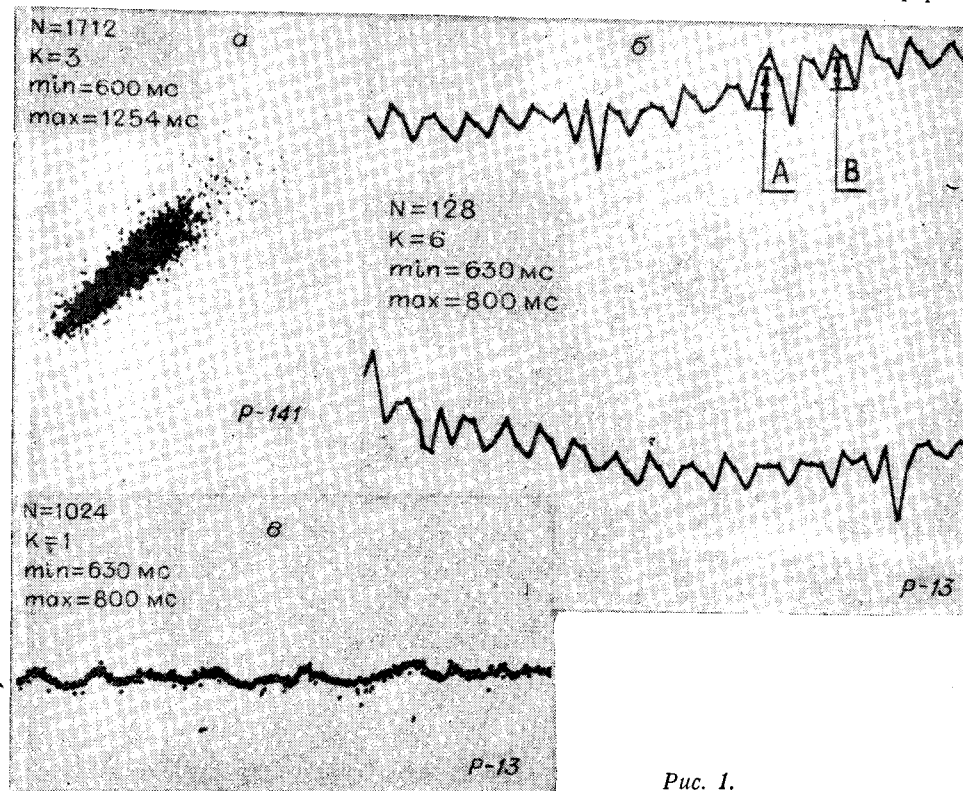 N=1712
K=3
min=600 мс
max=1254 мс
а
б
A
B
N=128
K=6
min=630 мс
max=800 мс
P-141
N=1024
K=1
min=630 мс
max=800 мс
в
P-13
P-13
Рис. 1.